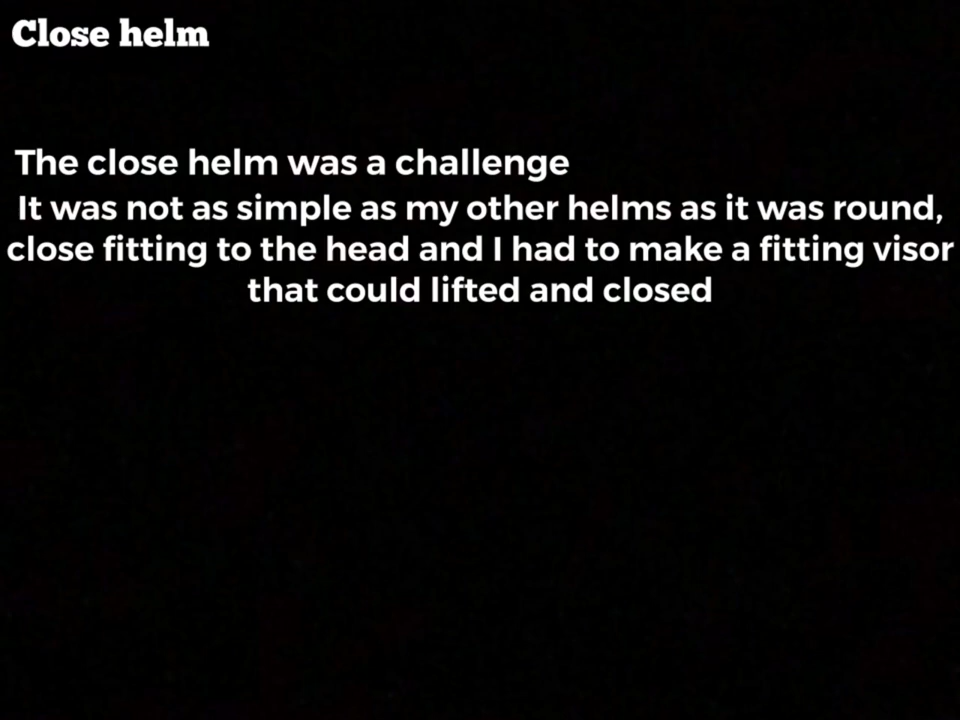 Close helm
The close helm was a challenge
It was not as simple as my other helms as it was round,
close fitting to the head and I had to make a fitting visor
that could lifted and closed